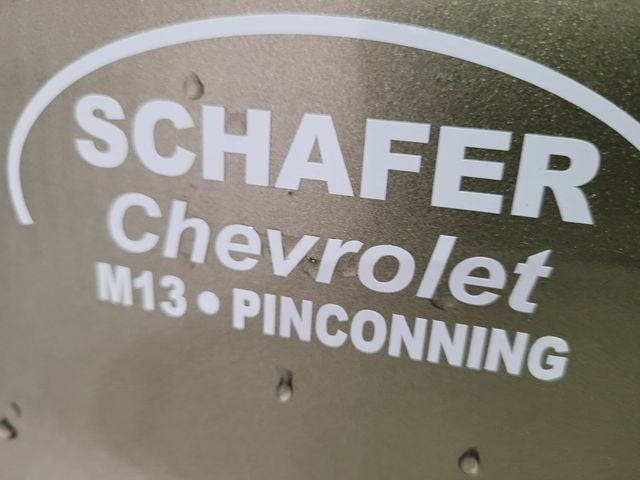 SCHAFER
Chevrolet
M13 • PINCONNING